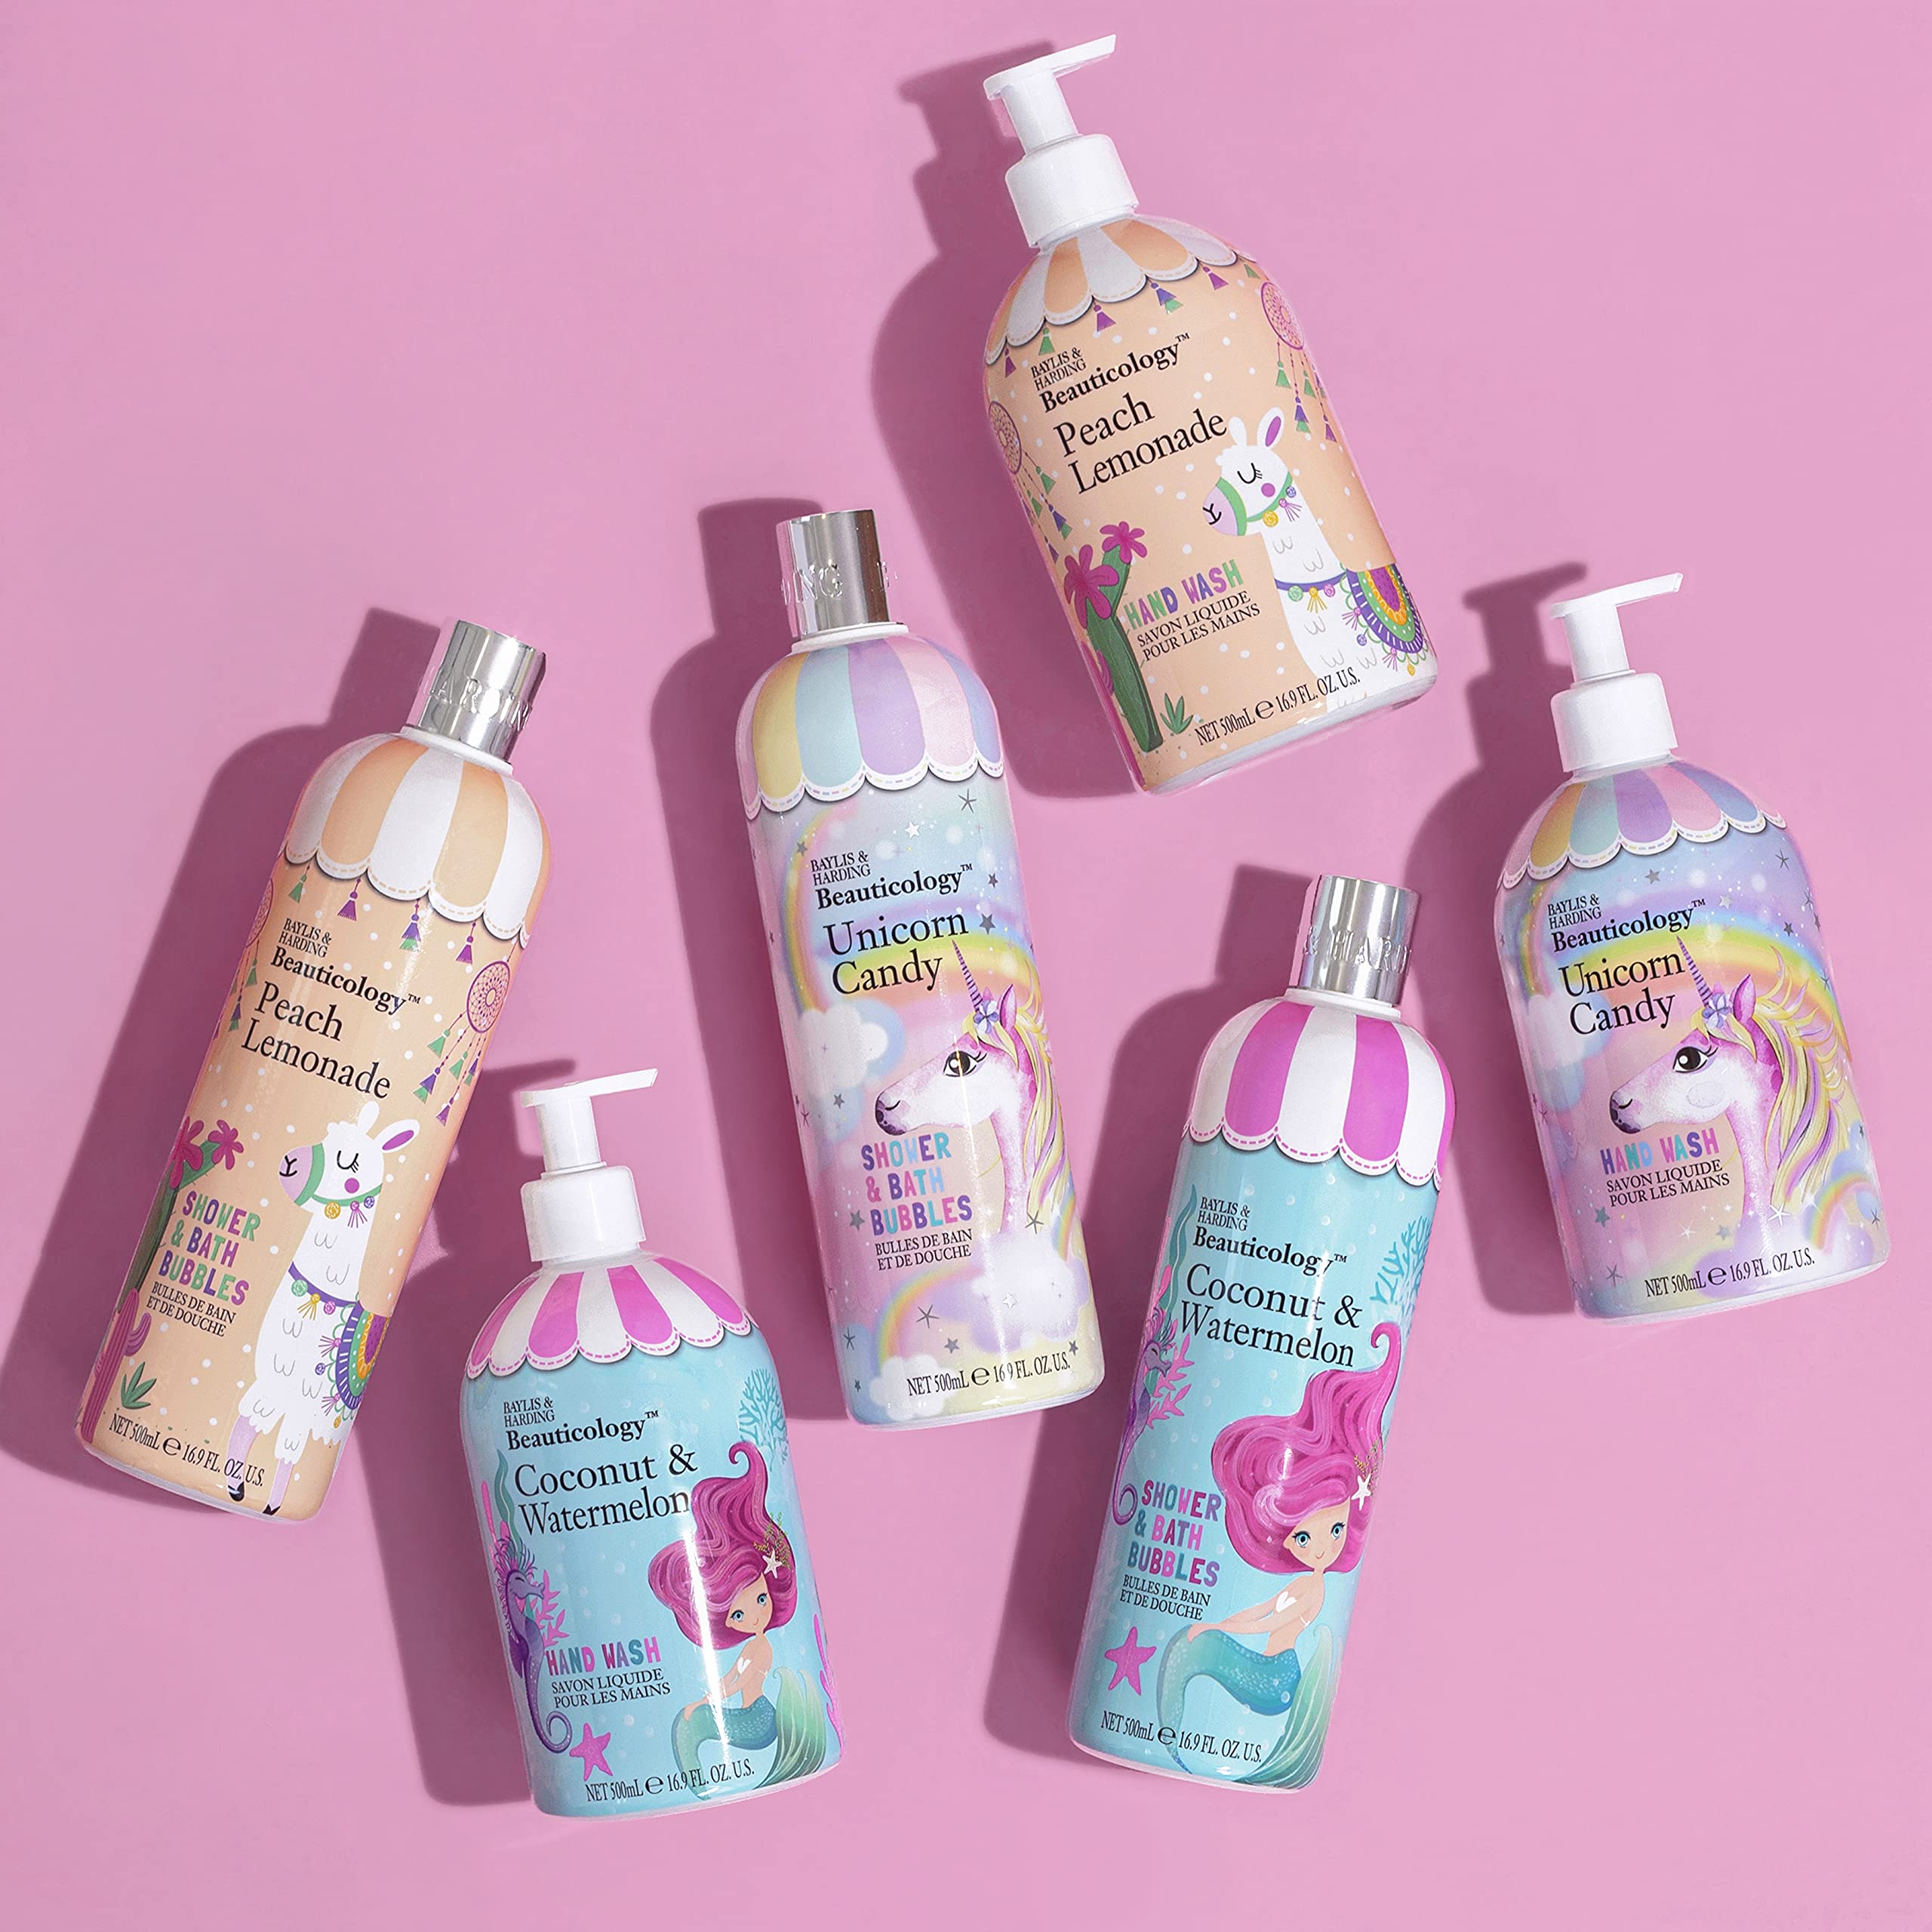 BAYLIS &
HARDING
Beauticology™
Peach
Lemonade
HAND WASH
SAVON LIQUIDE
POUR LES MAINS
NET 500mL ℮ 16.9 FL. OZ. U.S.
BAYLIS &
HARDING
Beauticology™
Unicorn
Candy
SHOWER
& BATH
BUBBLES
BULLES DE BAIN
ET DE DOUCHE
NET 500mL ℮ 16.9 FL. OZ. U.S.
BAYLIS &
HARDING
Beauticology™
Peach
Lemonade
SHOWER
& BATH
BUBBLES
BULLES DE BAIN
ET DE DOUCHE
NET 500mL ℮ 16.9 FL. OZ. U.S.
BAYLIS &
HARDING
Beauticology™
Unicorn
Candy
HAND WASH
SAVON LIQUIDE
POUR LES MAINS
NET 500mL ℮ 16.9 FL. OZ. U.S.
BAYLIS &
HARDING
Beauticology™
Coconut &
Watermelon
HAND WASH
SAVON LIQUIDE
POUR LES MAINS
NET 500mL ℮ 16.9 FL. OZ. U.S.
BAYLIS &
HARDING
Beauticology™
Coconut &
Watermelon
SHOWER
& BATH
BUBBLES
BULLES DE BAIN
ET DE DOUCHE
NET 500mL ℮ 16.9 FL. OZ. U.S.